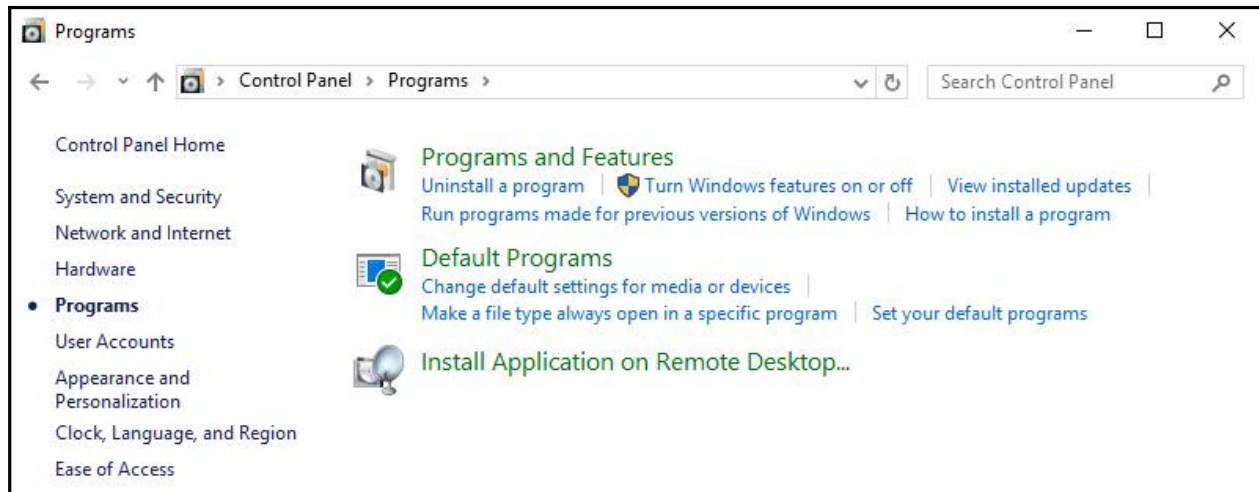 Programs
Control Panel > Programs >
Search Control Panel
Control Panel Home
System and Security
Network and Internet
Hardware
Programs
User Accounts
Appearance and
Personalization
Clock, Language, and Region
Ease of Access
Programs and Features
Uninstall a program | Turn Windows features on or off | View installed updates |
Run programs made for previous versions of Windows | How to install a program
Default Programs
Change default settings for media or devices |
Make a file type always open in a specific program | Set your default programs
Install Application on Remote Desktop...